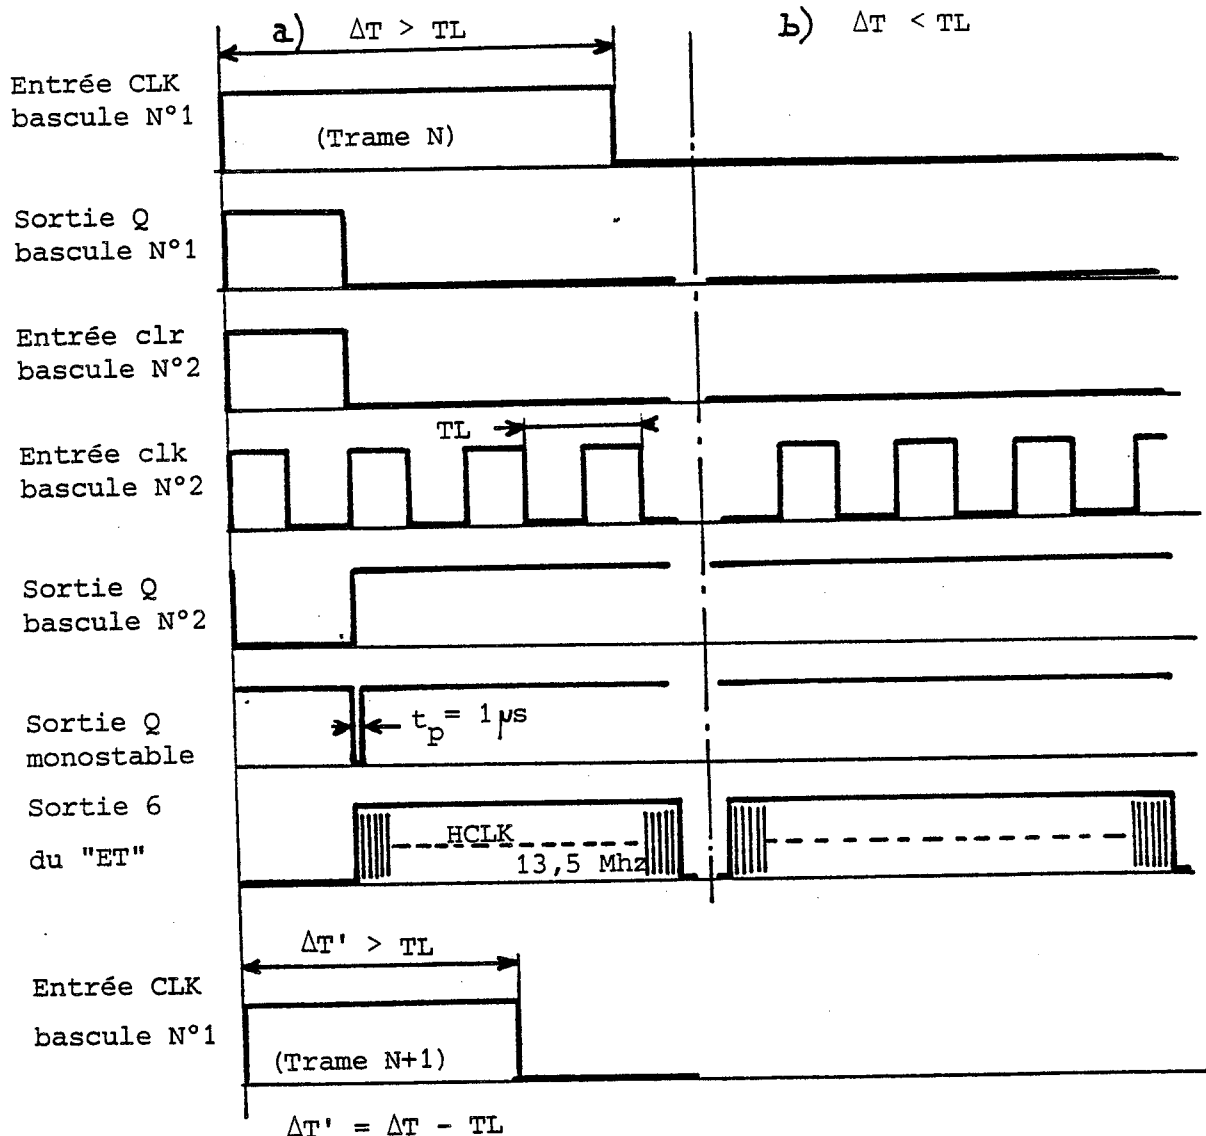 a) ΔT > TL
b) ΔT < TL
Entrée CLK
bascule N°1
(Trame N)
Sortie Q
bascule N°1
Entrée clr
bascule N°2
TL
Entrée clk
bascule N°2
Sortie Q
bascule N°2
Sortie Q
monostable
tp = 1 µs
Sortie 6
du "ET"
HCLK
13,5 Mhz
ΔT' > TL
Entrée CLK
bascule N°1
(Trame N+1)
ΔT' = ΔT - TL